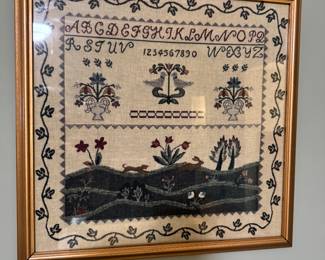 ABCDEFGHIJKLMNOPQ
RSTUV 1234567890 WXYZ